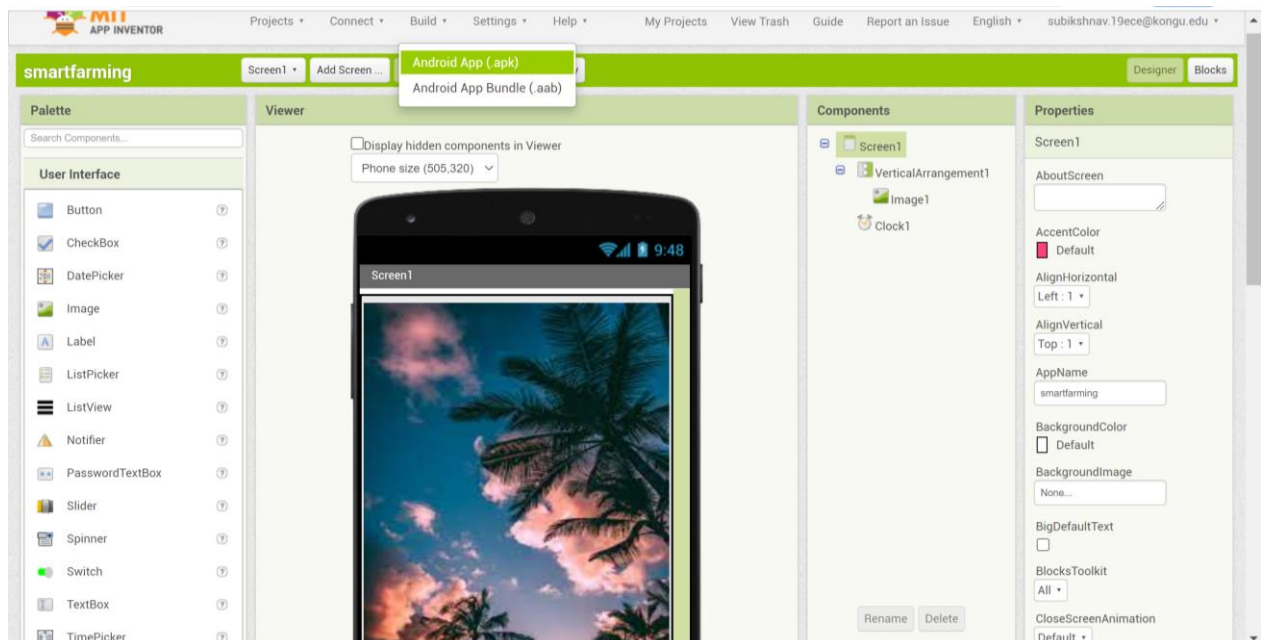 MIT
APP INVENTOR
Projects Connect Build Settings Help My Projects View Trash Guide Report an Issue English subikshnav.19ece@kongu.edu
smartfarming Screen1 Add Screen ... Designer Blocks
Android App (.apk)
Android App Bundle (.aab)
Palette
Search Components...
User Interface
Button
CheckBox
DatePicker
Image
Label
ListPicker
ListView
Notifier
PasswordTextBox
Slider
Spinner
Switch
TextBox
TimePicker
Viewer
Display hidden components in Viewer
Phone size (505,320)
9:48
Screen1
Components
Screen1
VerticalArrangement1
Image1
Clock1
Rename Delete
Properties
Screen1
AboutScreen
AccentColor
Default
AlignHorizontal
Left : 1
AlignVertical
Top : 1
AppName
smartfarming
BackgroundColor
Default
BackgroundImage
None...
BigDefaultText
BlocksToolkit
All
CloseScreenAnimation
Default